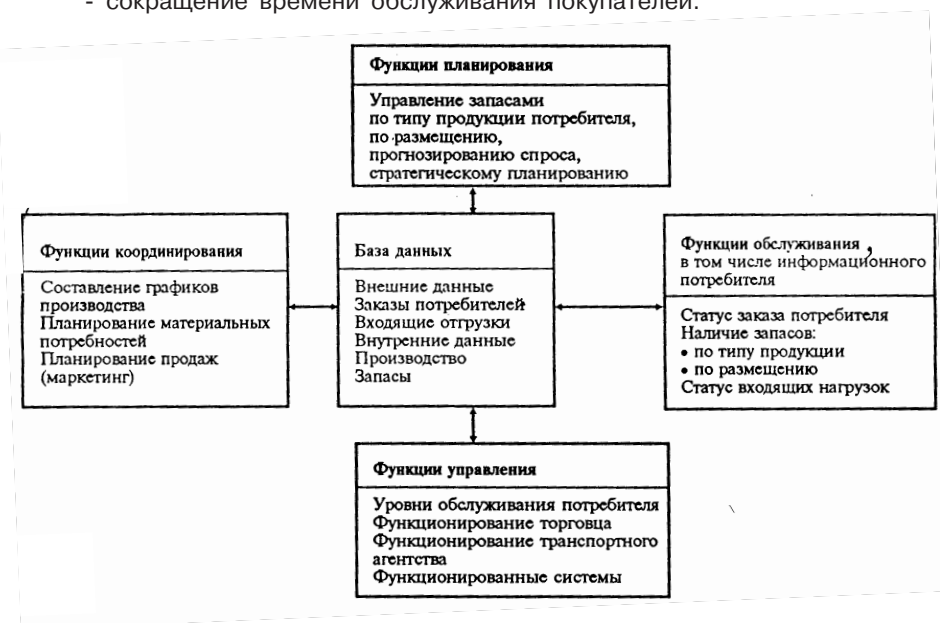 - сокращение времени обслуживания покупателей.
Функции планирования
Управление запасами
по типу продукции потребителя,
по размещению,
прогнозированию спроса,
стратегическому планированию
Функции координирования
Составление графиков
производства
Планирование материальных
потребностей
Планирование продаж
(маркетинг)
База данных
Внешние данные
Заказы потребителей
Входящие отгрузки
Внутренние данные
Производство
Запасы
Функции обслуживания,
в том числе информационного
потребителя
Статус заказа потребителя
Наличие запасов:
• по типу продукции
• по размещению
Статус входящих нагрузок
Функции управления
Уровни обслуживания потребителя
Функционирование торговца
Функционирование транспортного
агентства
Функционированные системы